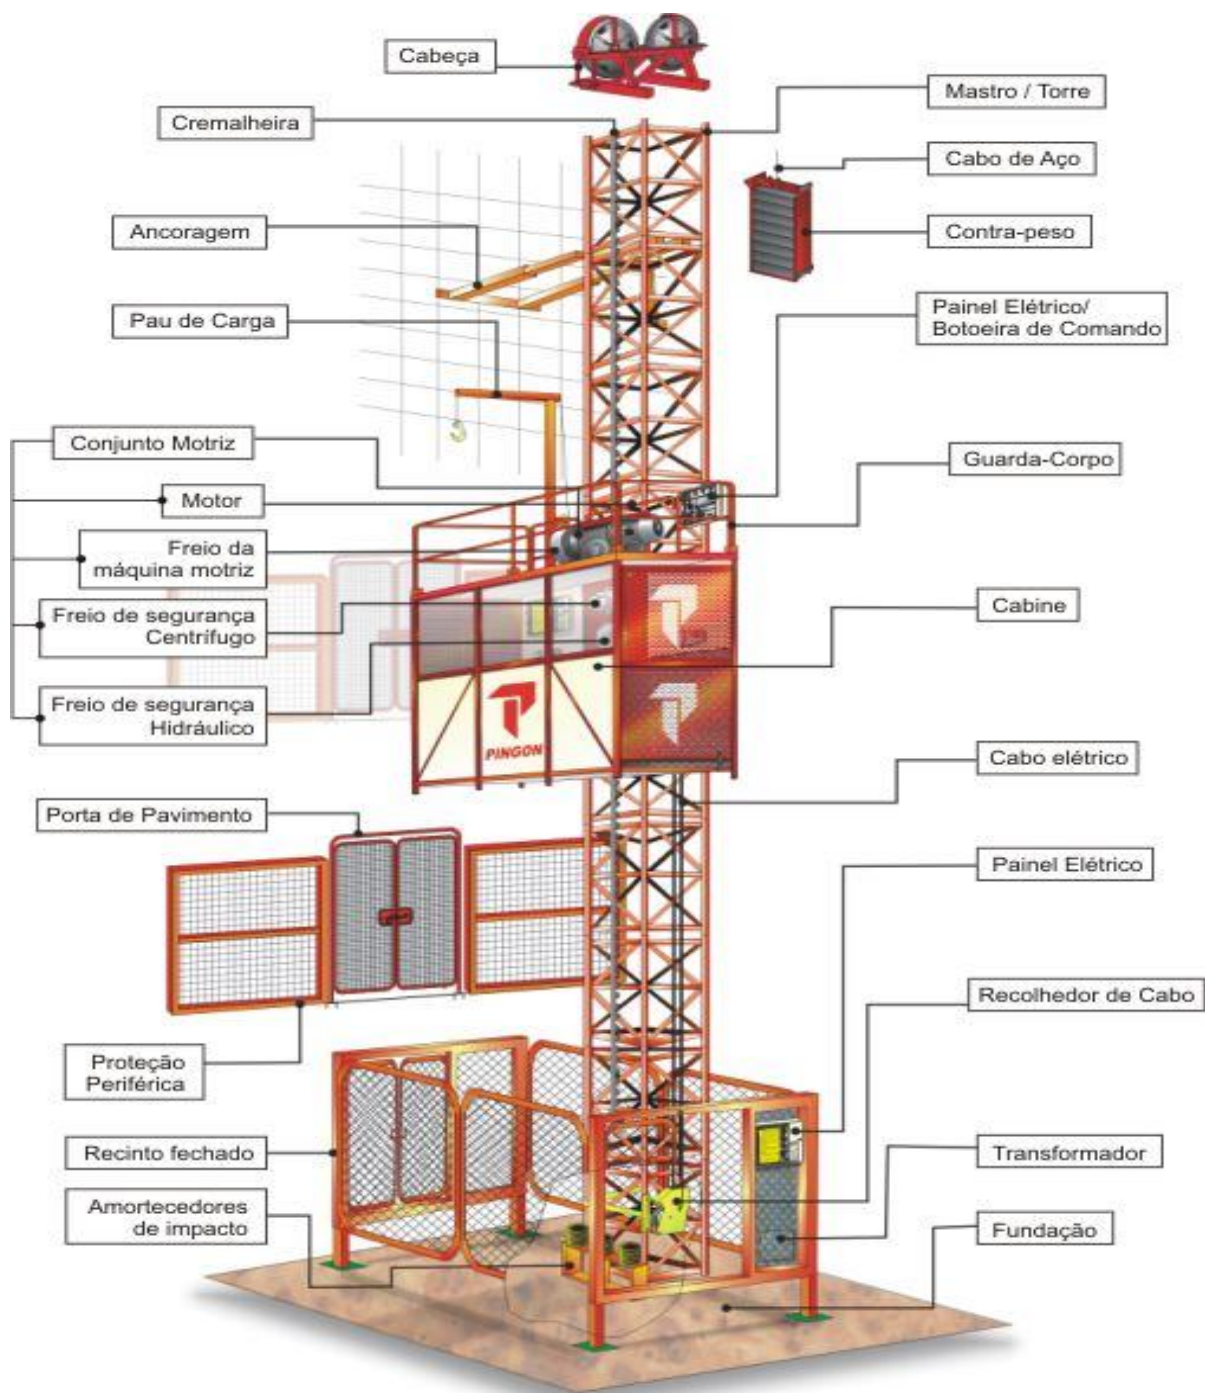 Cabeça
Mastro / Torre
Cremalheira
Cabo de Aço
Ancoragem
Contra-peso
Pau de Carga
Painel Elétrico/
Botoeira de Comando
Conjunto Motriz
Guarda-Corpo
Motor
Freio da
máquina motriz
Cabine
Freio de segurança
Centrífugo
Freio de segurança
Hidráulico
PINGON
Cabo elétrico
Porta de Pavimento
Painel Elétrico
Recolhedor de Cabo
Proteção
Periférica
Recinto fechado
Transformador
Amortecedores
de impacto
Fundação